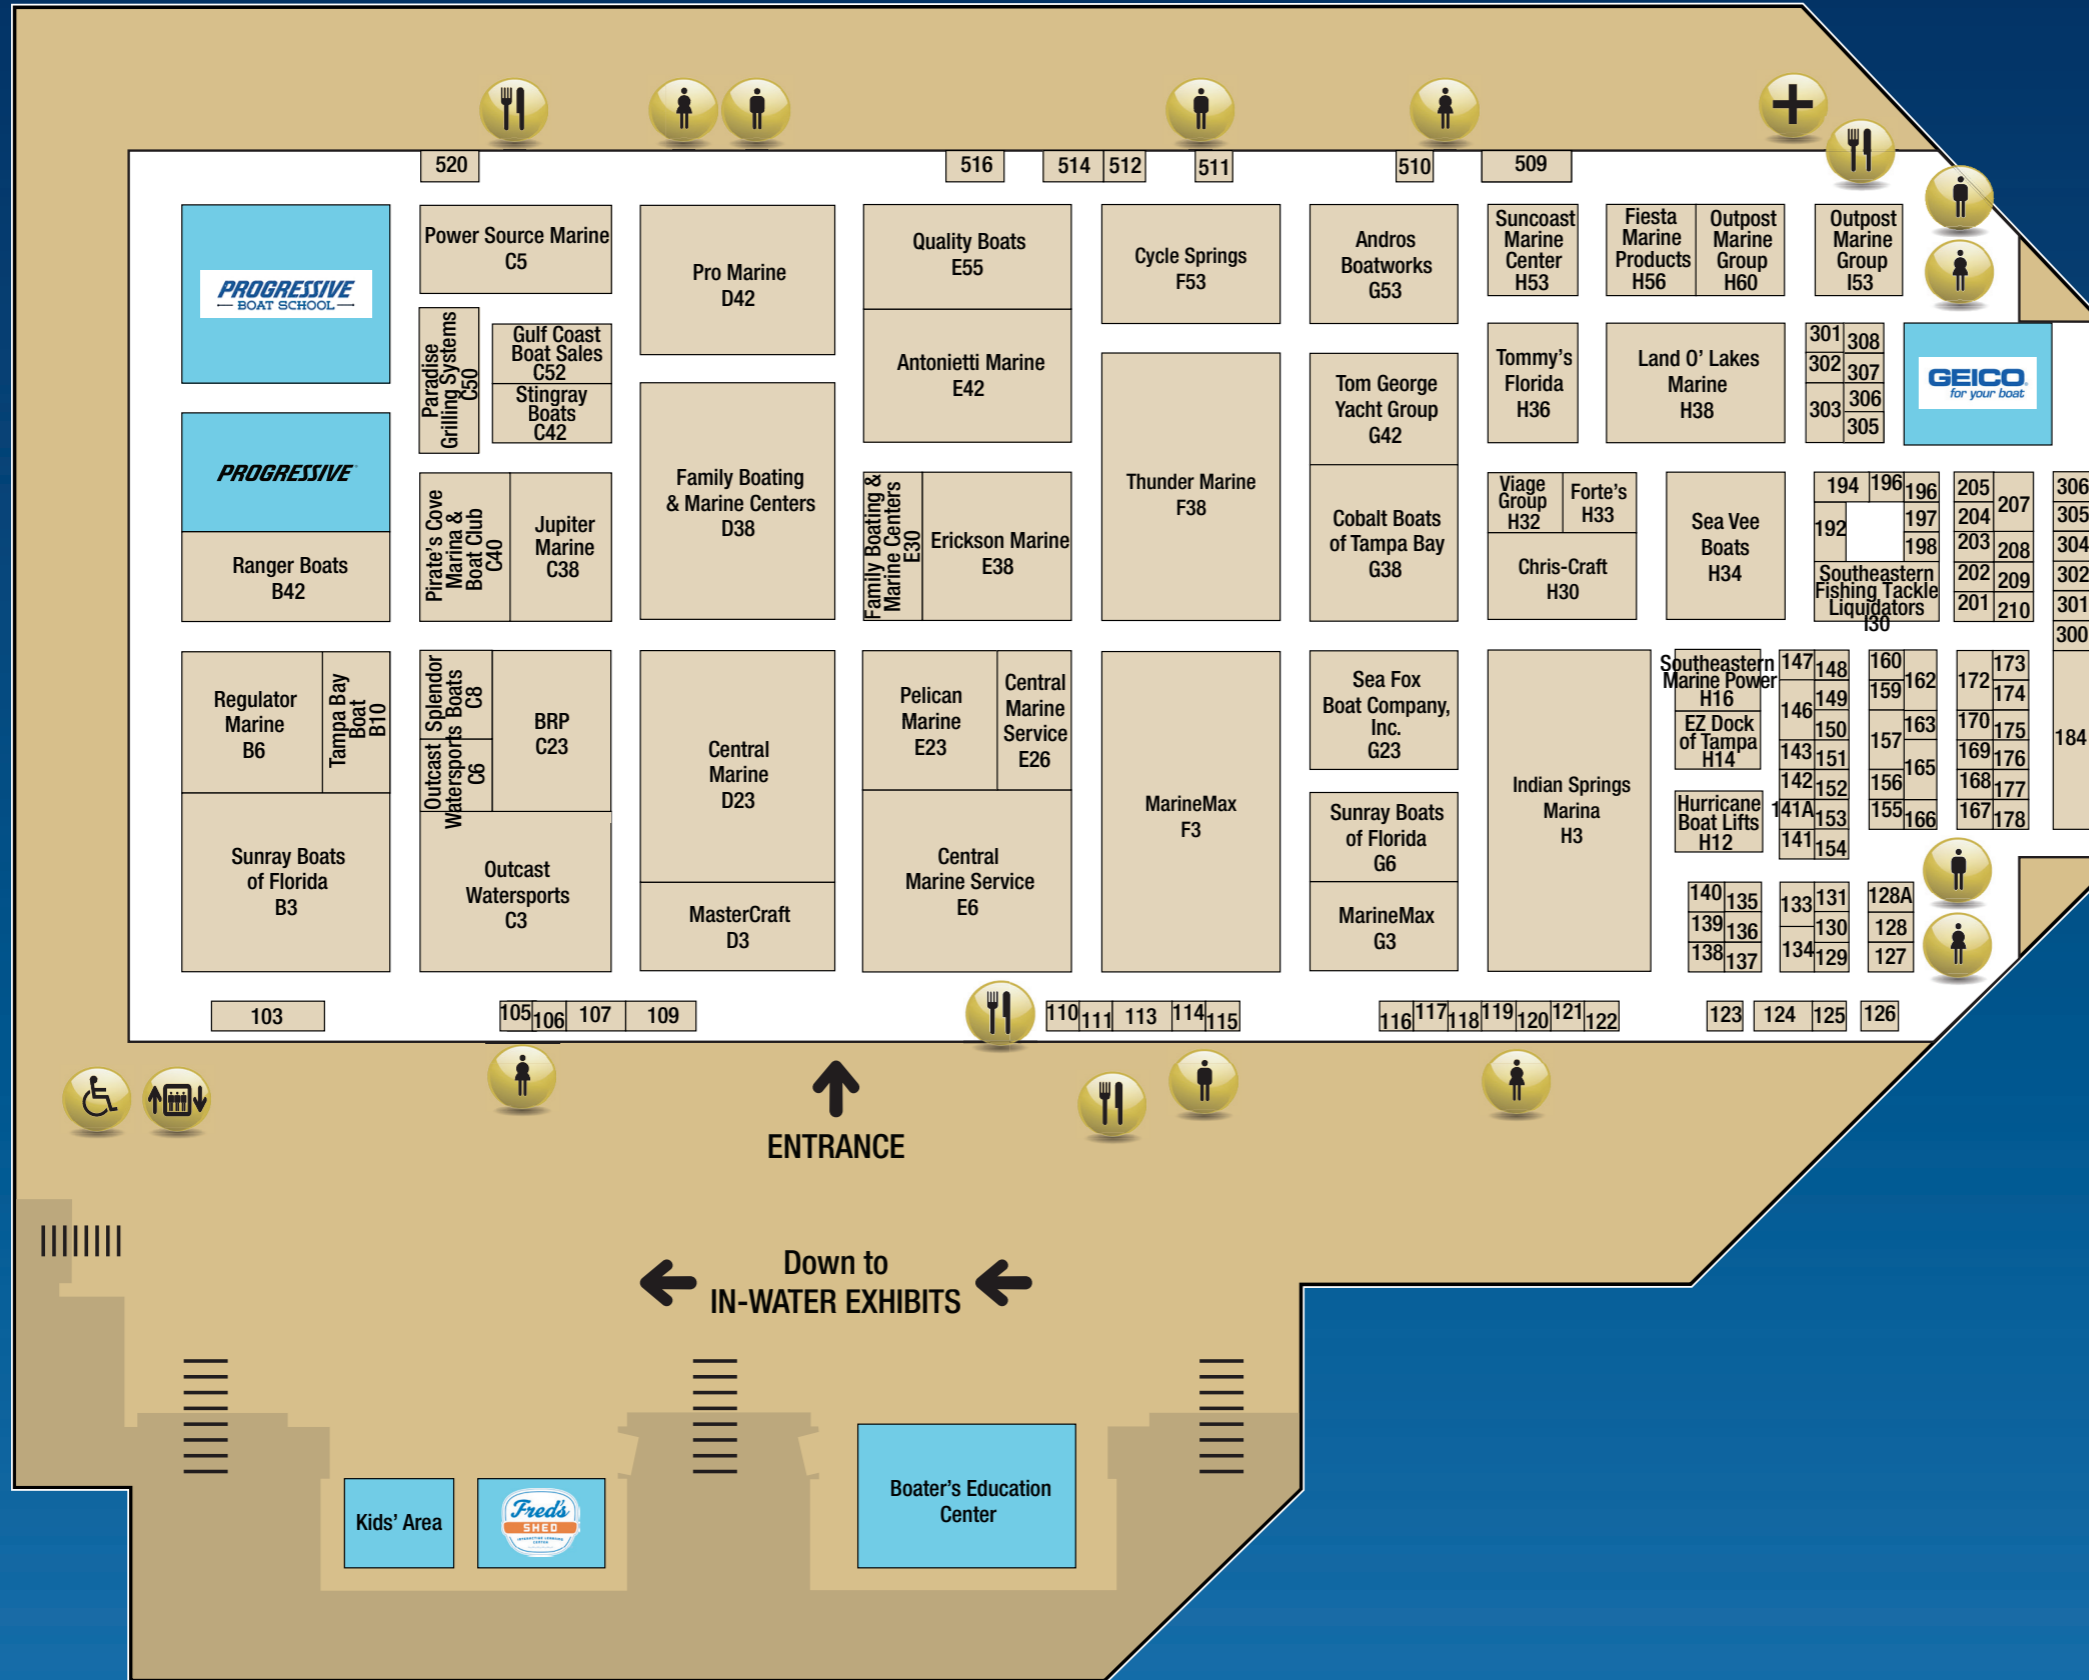 520
516
514
512
511
510
509
PROGRESSIVE
BOAT SCHOOL
Power Source Marine
C5
Pro Marine
D42
Quality Boats
E55
Cycle Springs
F53
Andros
Boatworks
G53
Suncoast
Marine
Center
H53
Fiesta
Marine
Products
H56
Outpost
Marine
Group
H60
Outpost
Marine
Group
I53
Paradise
Grilling Systems
C50
Gulf Coast
Boat Sales
C52
Stingray
Boats
C42
Antonietti Marine
E42
Tom George
Yacht Group
G42
Tommy's
Florida
H36
Land O' Lakes
Marine
H38
301
302
303
308
307
306
305
GEICO
for your boat
PROGRESSIVE
Ranger Boats
B42
Pirate's Cove
Marina &
Boat Club
C40
Jupiter
Marine
C38
Family Boating
& Marine Centers
D38
Family Boating &
Marine Centers
E30
Erickson Marine
E38
Thunder Marine
F38
Cobalt Boats
of Tampa Bay
G38
Viage
Group
H32
Forte's
H33
Chris-Craft
H30
Sea Vee
Boats
H34
194
196
196
192
197
198
Southeastern
Fishing Tackle
Liquidators
I30
205
204
203
202
201
207
208
209
210
306
305
304
302
301
300
Regulator
Marine
B6
Tampa Bay
Boat
B10
Splendor
Boats
C8
Outcast
Watersports
C6
BRP
C23
Central
Marine
D23
Pelican
Marine
E23
Central
Marine
Service
E26
MarineMax
F3
Sea Fox
Boat Company,
Inc.
G23
Indian Springs
Marina
H3
Southeastern
Marine Power
H16
EZ Dock
of Tampa
H14
Hurricane
Boat Lifts
H12
147
146
143
142
141A
141
148
149
150
151
152
153
154
160
159
157
156
155
162
163
165
166
172
170
169
168
167
173
174
175
176
177
178
184
Sunray Boats
of Florida
B3
Outcast
Watersports
C3
MasterCraft
D3
Central
Marine Service
E6
Sunray Boats
of Florida
G6
MarineMax
G3
140
139
138
135
136
137
133
134
131
130
129
128A
128
127
103
105
106
107
109
110
111
113
114
115
116
117
118
119
120
121
122
123
124
125
126
ENTRANCE
Down to
IN-WATER EXHIBITS
Kids' Area
Fred's
SHED
Boater's Education
Center